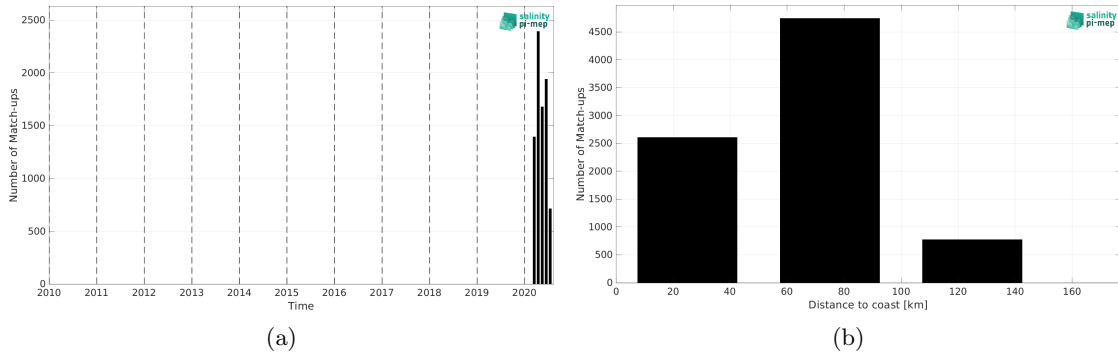 salinity
pi-mep
Number of Match-ups
2500
2000
1500
1000
500
0
2010 2011 2012 2013 2014 2015 2016 2017 2018 2019 2020
Time
(a)
salinity
pi-mep
Number of Match-ups
4500
4000
3500
3000
2500
2000
1500
1000
500
0
0 20 40 60 80 100 120 140 160
Distance to coast [km]
(b)